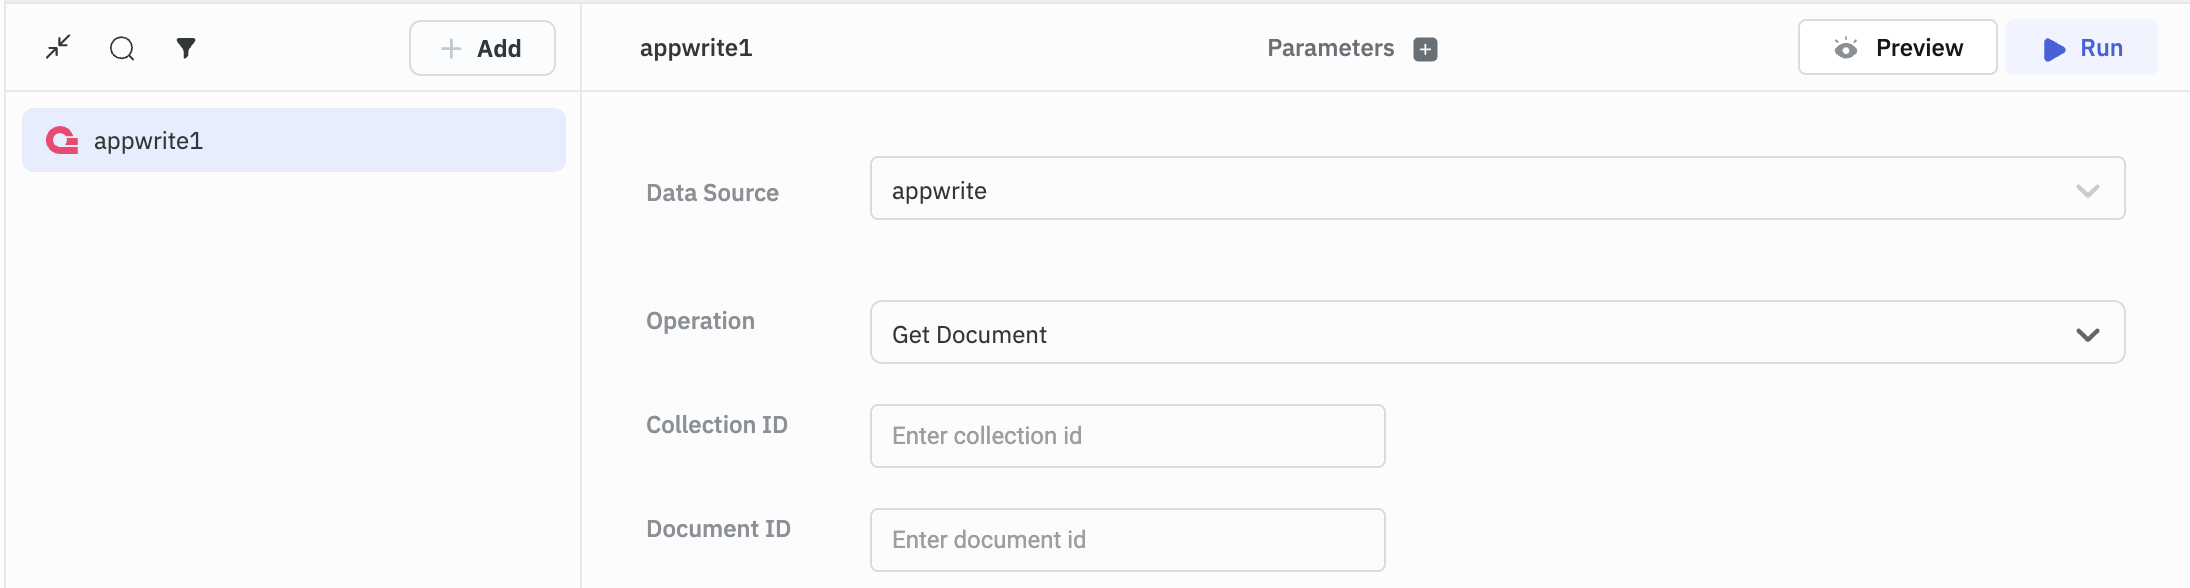 Add
appwrite1
Parameters
Preview
Run
appwrite1
Data Source
appwrite
Operation
Get Document
Collection ID
Enter collection id
Document ID
Enter document id